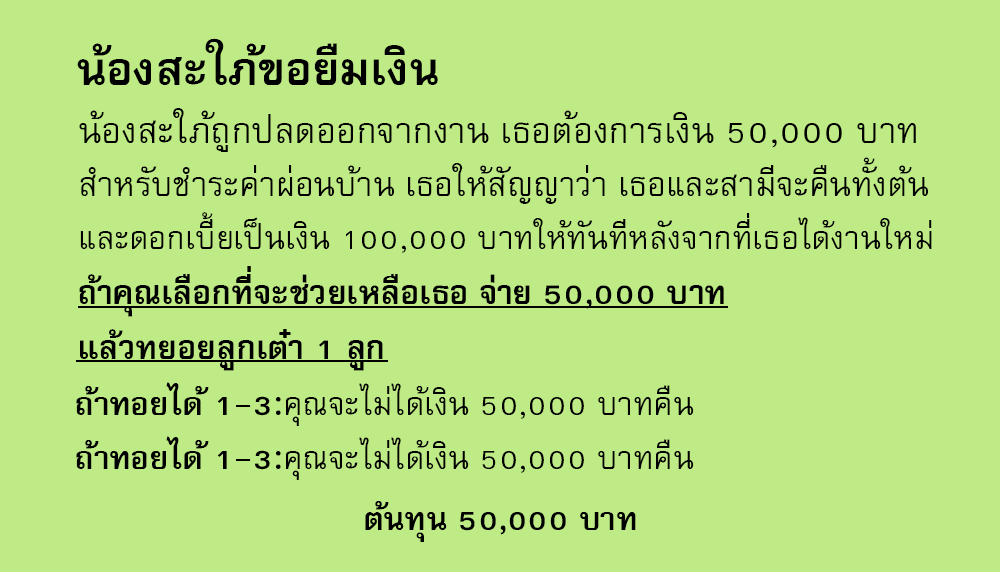 น้องสะใภ้ขอยืมเงิน
น้องสะใภ้ถูกปลดออกจากงาน เธอต้องการเงิน 50,000 บาท
สำหรับชำระค่าผ่อนบ้าน เธอให้สัญญาว่า เธอและสามีจะคืนทั้งต้น
และดอกเบี้ยเป็นเงิน 100,000 บาทให้ทันทีหลังจากที่เธอได้งานใหม่
ถ้าคุณเลือกที่จะช่วยเหลือเธอ จ่าย 50,000 บาท
แล้วทยอยลูกเต๋า 1 ลูก
ถ้าทอยได้ 1-3:คุณจะไม่ได้เงิน 50,000 บาทคืน
ถ้าทอยได้ 1-3:คุณจะไม่ได้เงิน 50,000 บาทคืน
ต้นทุน 50,000 บาท